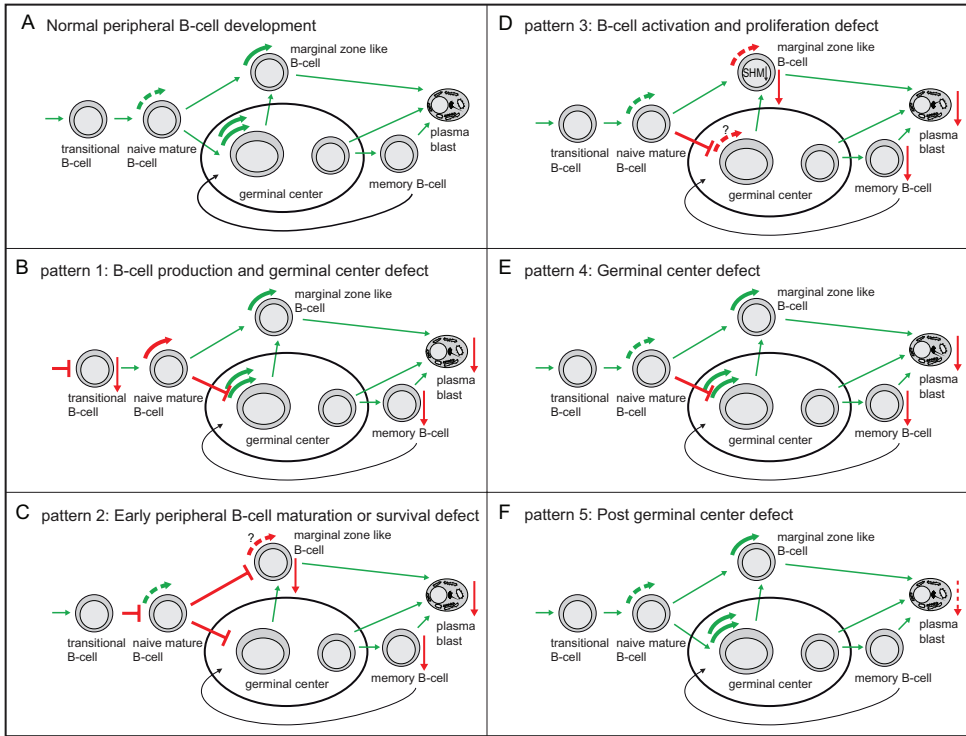 A Normal peripheral B-cell development
marginal zone like
B-cell
transitional
B-cell
naive mature
B-cell
germinal center
memory B-cell
plasma
blast
B pattern 1: B-cell production and germinal center defect
marginal zone like
B-cell
transitional
B-cell
naive mature
B-cell
germinal center
memory B-cell
plasma
blast
C pattern 2: Early peripheral B-cell maturation or survival defect
?
marginal zone like
B-cell
transitional
B-cell
naive mature
B-cell
germinal center
memory B-cell
plasma
blast
D pattern 3: B-cell activation and proliferation defect
marginal zone like
B-cell
SHM
?
transitional
B-cell
naive mature
B-cell
germinal center
memory B-cell
plasma
blast
E pattern 4: Germinal center defect
marginal zone like
B-cell
transitional
B-cell
naive mature
B-cell
germinal center
memory B-cell
plasma
blast
F pattern 5: Post germinal center defect
marginal zone like
B-cell
transitional
B-cell
naive mature
B-cell
germinal center
memory B-cell
plasma
blast